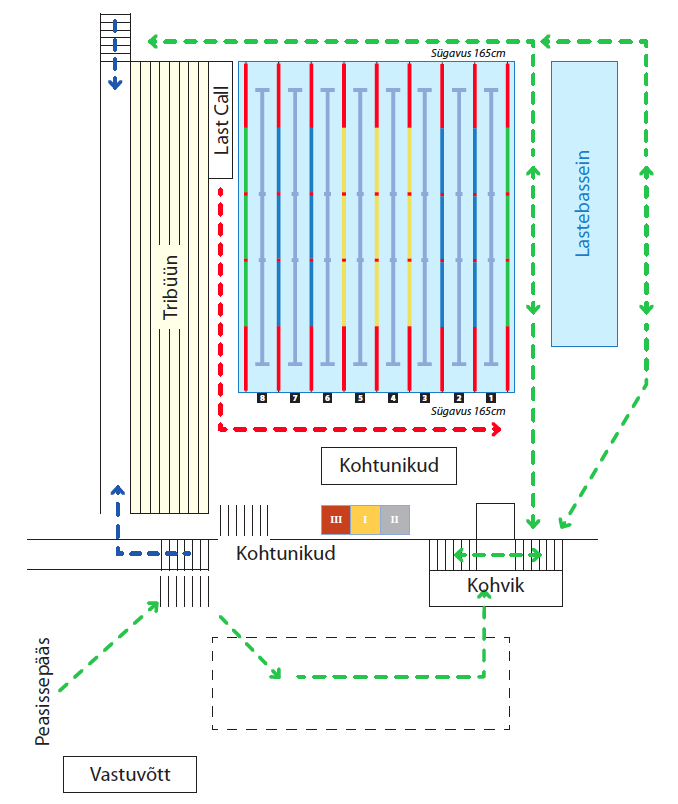 Sügavus 165cm
Last Call
Lastebassein
Tribüün
8 7 6 5 4 3 2 1
Sügavus 165cm
Kohtunikud
III I II
Kohtunikud
Kohvik
Peasissepääs
Vastuvõtt